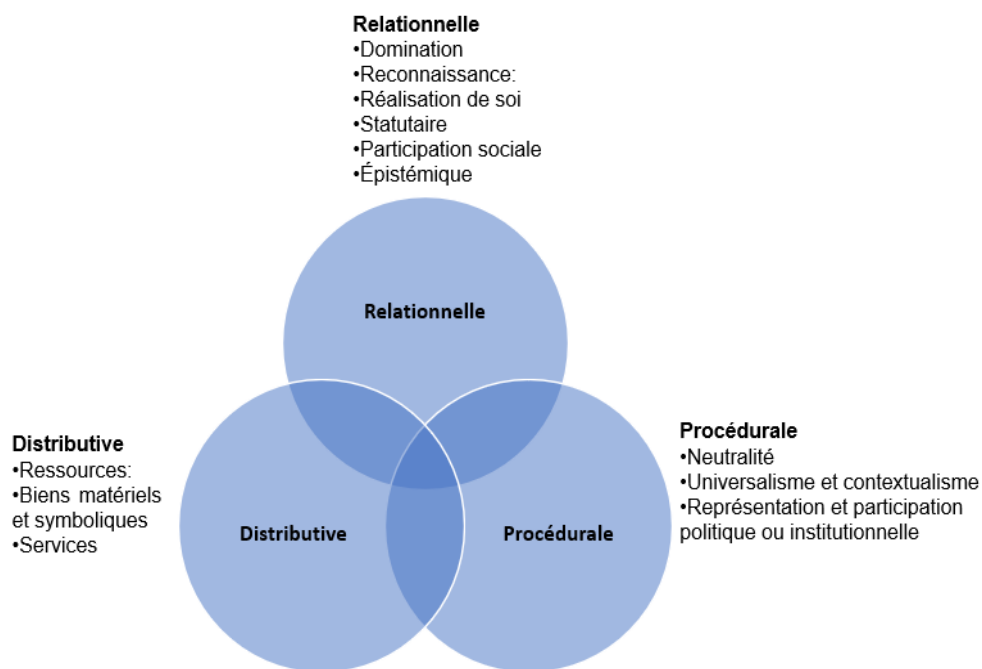 Relationnelle
•Domination
•Reconnaissance:
•Réalisation de soi
•Statutaire
•Participation sociale
•Épistémique
Relationnelle
Distributive
•Ressources:
•Biens matériels
et symboliques
•Services
Distributive
Procédurale
Procédurale
•Neutralité
•Universalisme et contextualisme
•Représentation et participation
politique ou institutionnelle